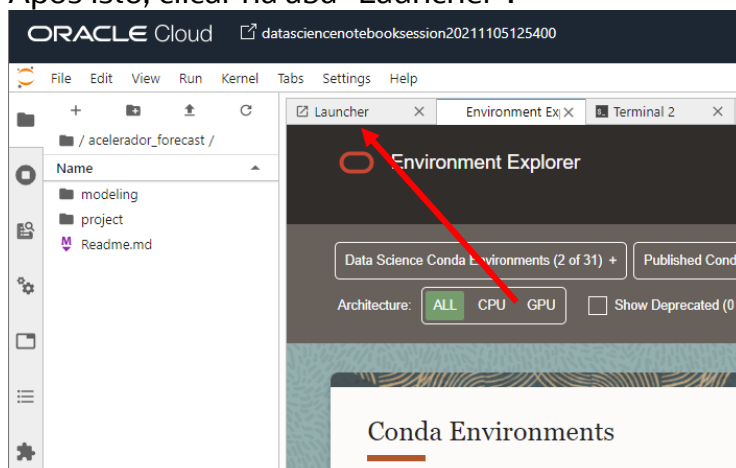 Após isto, clicar na aba "Launcher".
ORACLE Cloud datasciencenotebooksession20211105125400
File Edit View Run Kernel Tabs Settings Help
Launcher Environment Ex Terminal 2
/ acelerador_forecast /
Environment Explorer
Name
modeling
project
Readme.md
Data Science Conda Environments (2 of 31) + Published Cond
Architecture: ALL CPU GPU Show Deprecated (0
Conda Environments